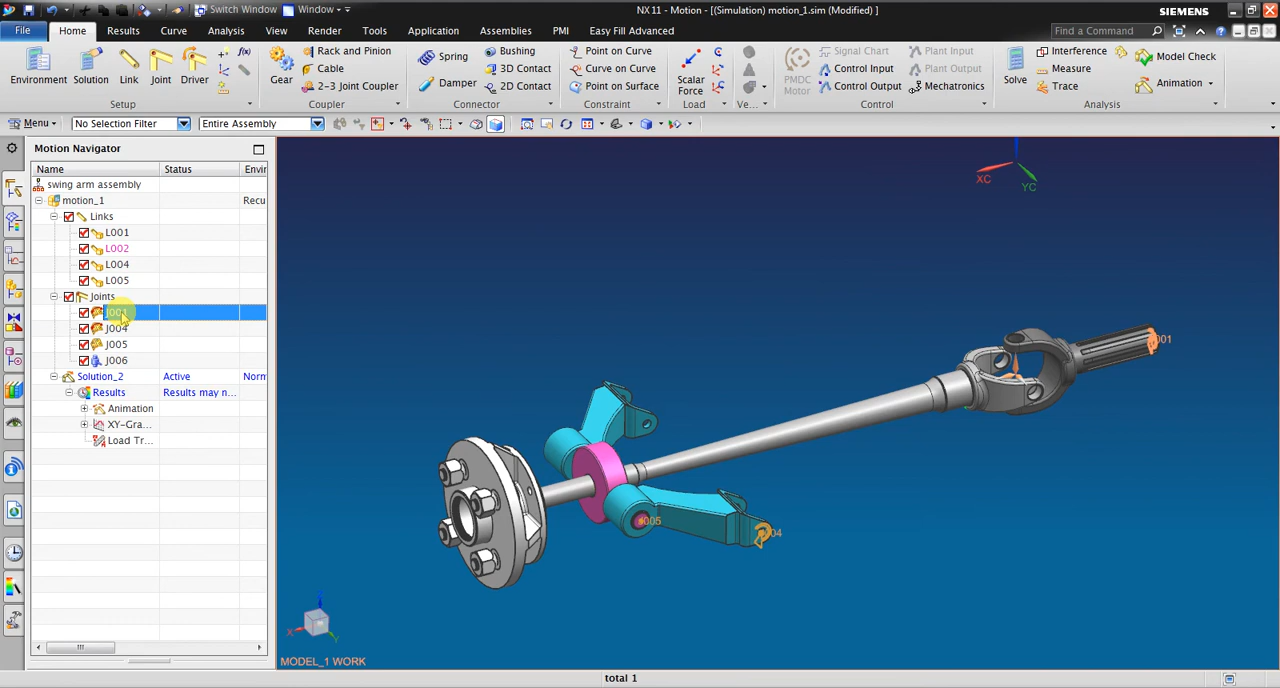 Switch Window Window NX 11 - Motion - [(Simulation) motion_1.sim (Modified) ] SIEMENS
File Home Results Curve Analysis View Render Tools Application Assemblies PMI Easy Fill Advanced Find a Command
Environment Solution Link Joint Driver f(x)
Gear Rack and Pinion Cable 2-3 Joint Coupler
Spring Damper Bushing 3D Contact 2D Contact
Point on Curve Curve on Curve Point on Surface
Scalar Force
PMDC Motor Signal Chart Control Input Control Output Plant Input Plant Output Mechatronics
Solve Interference Measure Trace Model Check Animation
Setup Coupler Connector Constraint Load Ve... Control Analysis
Menu No Selection Filter Entire Assembly
Motion Navigator
Name Status Envir
swing arm assembly
motion_1 Recu
Links
L001
L002
L004
L005
Joints
J001
J004
J005
J006
Solution_2 Active Norm
Results Results may n...
Animation
XY-Gra...
Load Tr...
XC
YC
001
J005
04
X
Y
MODEL_1 WORK
total 1